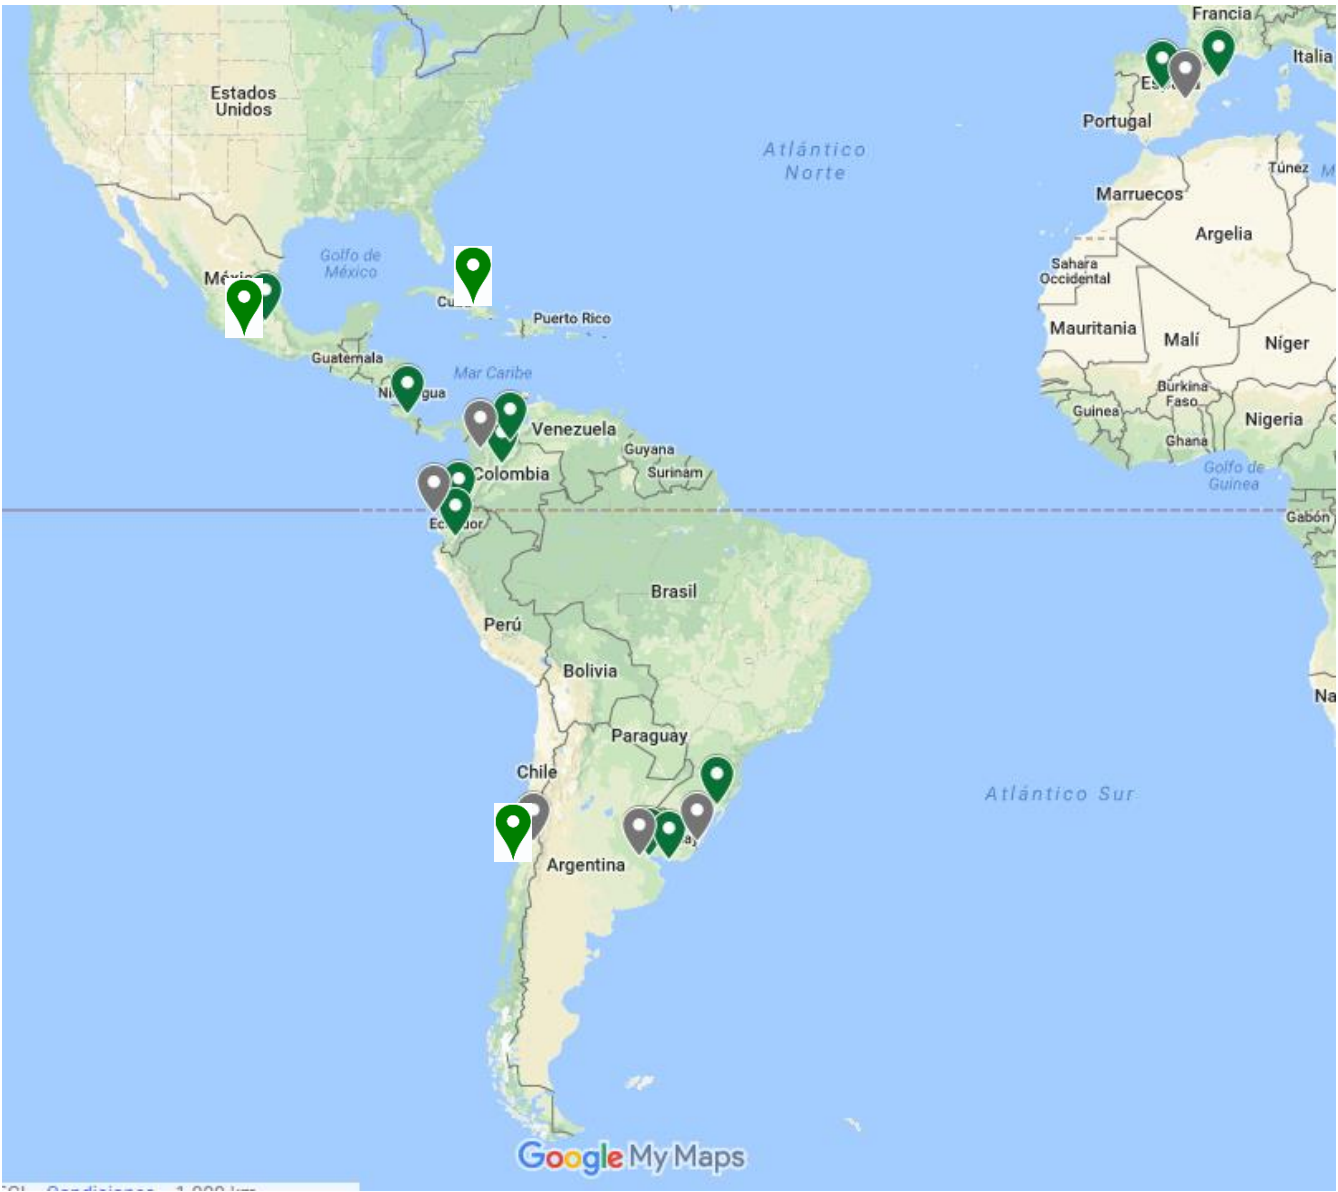 Francia
Italia
España
Portugal
Estados
Unidos
Atlántico
Norte
Túnez
M
Marruecos
Argelia
Golfo de
México
Sahara
Occidental
Puerto Rico
Mauritania
Malí
Níger
Guatemala
Mar Caribe
Burkina
Faso
Guinea
Nigeria
Venezuela
Ghana
Guyana
Surinam
Colombia
Golfo de
Guinea
Gabón
Brasil
Perú
Bolivia
Na
Paraguay
Chile
Atlántico Sur
Argentina
Google My Maps